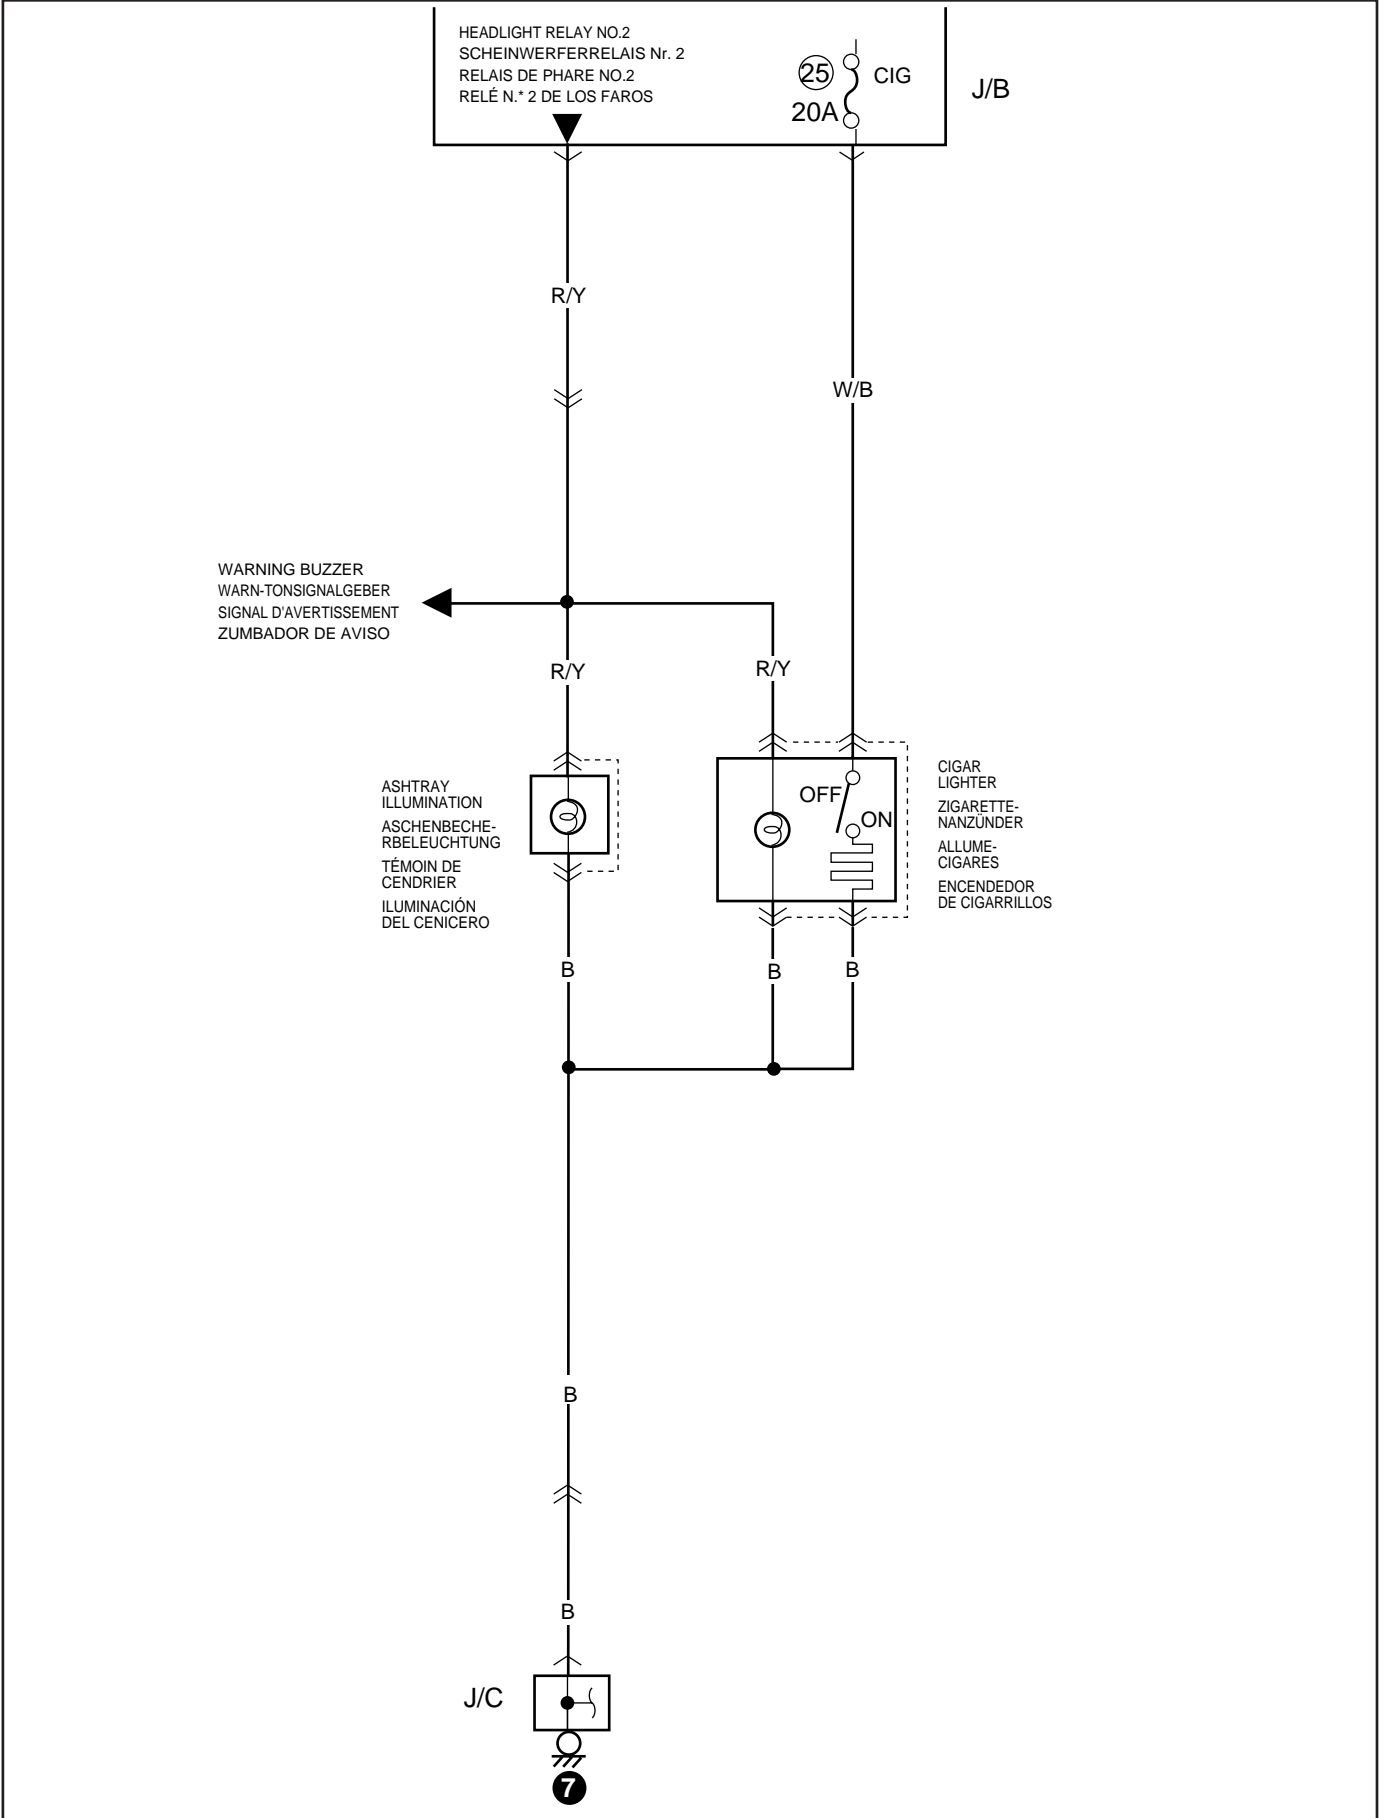 HEADLIGHT RELAY NO.2
SCHEINWERFERRELAIS Nr. 2
RELAIS DE PHARE NO.2
RELÉ N.* 2 DE LOS FAROS
25
CIG
20A
J/B
R/Y
W/B
WARNING BUZZER
WARN-TONSIGNALGEBER
SIGNAL D'AVERTISSEMENT
ZUMBADOR DE AVISO
R/Y
R/Y
ASHTRAY
ILLUMINATION
ASCHENBECHE-
RBELEUCHTUNG
TÉMOIN DE
CENDRIER
ILUMINACIÓN
DEL CENICERO
OFF
ON
CIGAR
LIGHTER
ZIGARETTE-
NANZÜNDER
ALLUME-
CIGARES
ENCENDEDOR
DE CIGARRILLOS
B
B
B
B
B
J/C
7